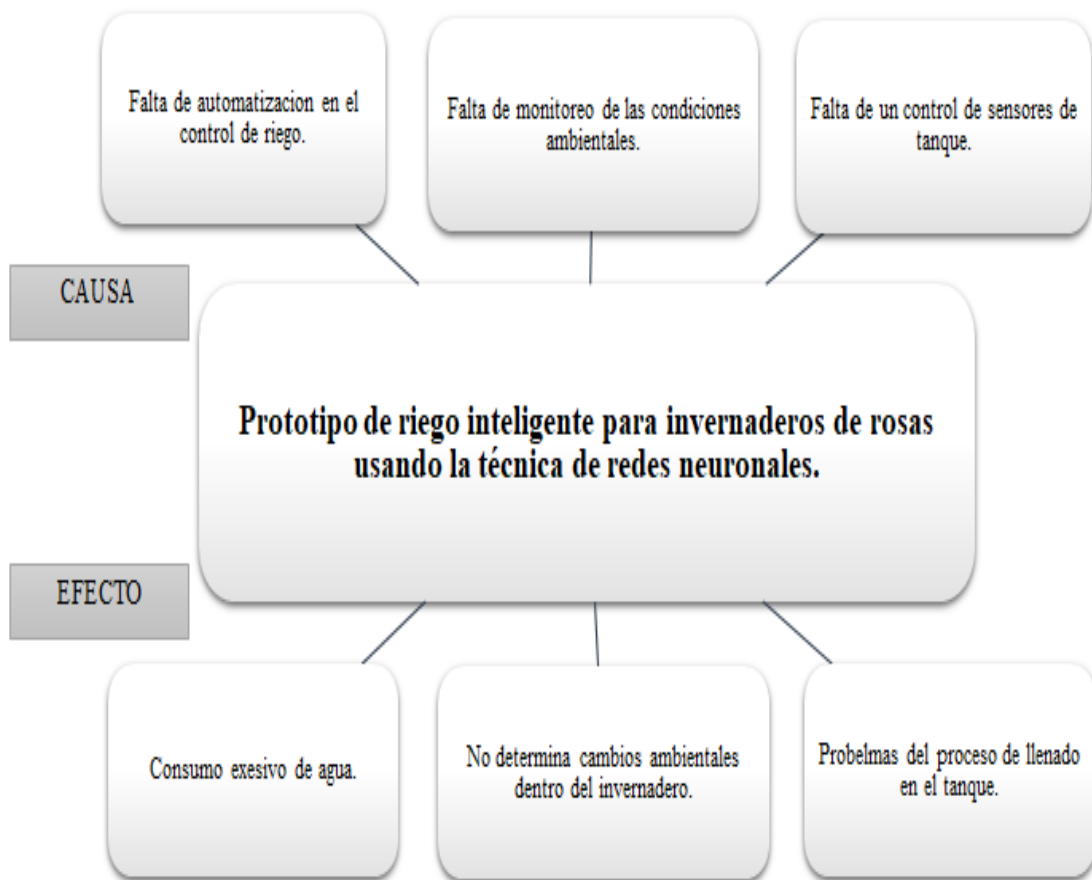 Falta de automatizacion en el
control de riego.
Falta de monitoreo de las condiciones
ambientales.
Falta de un control de sensores de
tanque.
CAUSA
Prototipo de riego inteligente para invernaderos de rosas
usando la técnica de redes neuronales.
EFECTO
Consumo exesivo de agua.
No determina cambios ambientales
dentro del invernadero.
Probelmas del proceso de llenado
en el tanque.